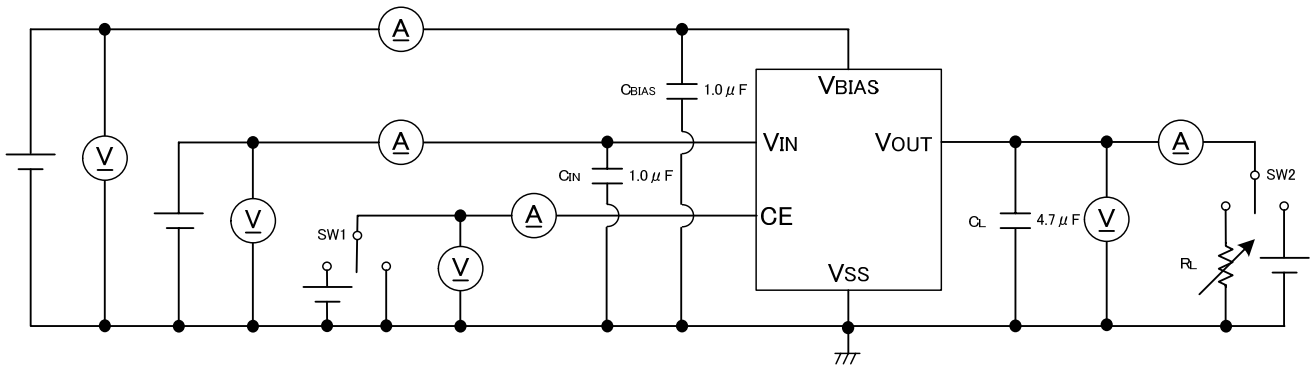 A
CBIAS 1.0μF
VBIAS
V
A
VIN
VOUT
A
CIN 1.0μF
SW2
V
SW1
A
CE
CL 4.7μF
V
V
VSS
RL